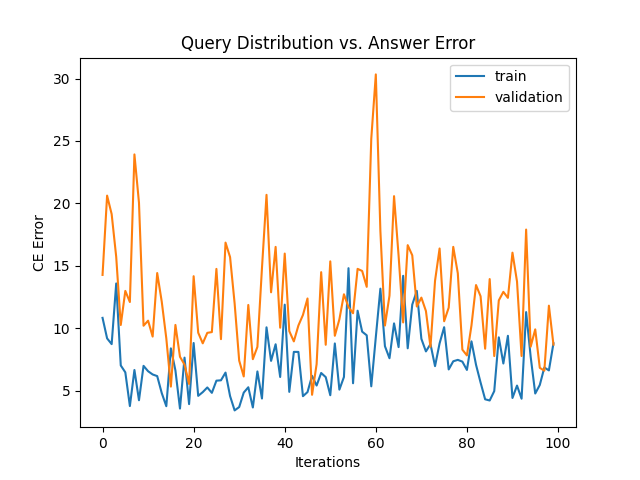 Query Distribution vs. Answer Error
train
validation
CE Error
30
25
20
15
10
5
0 20 40 60 80 100
Iterations